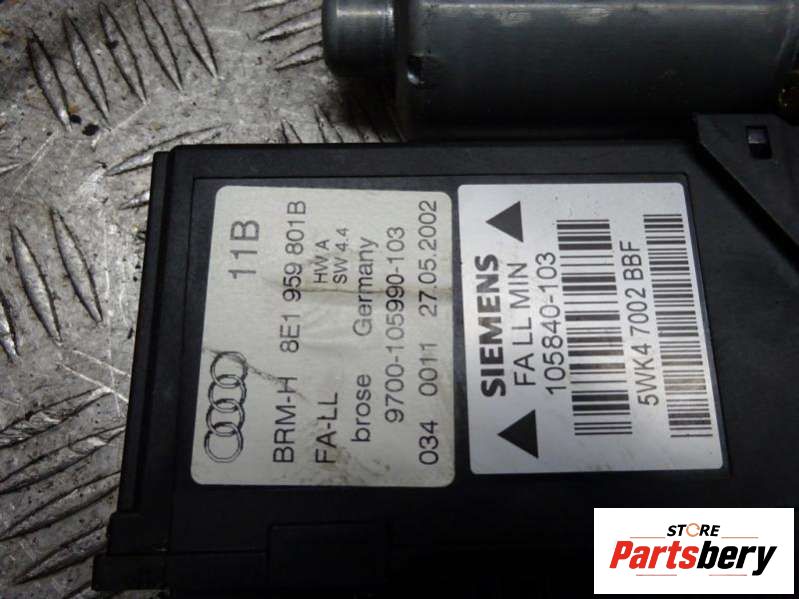 11B
BRM-H 8E1 959 801B
FA-LL HW.A
SW 4.4
brose Germany
9700-105990-103
034 0011 27.05.2002
SIEMENS
FA LL MIN
105840-103
5WK4 7002 BBF
STORE
Partsbery